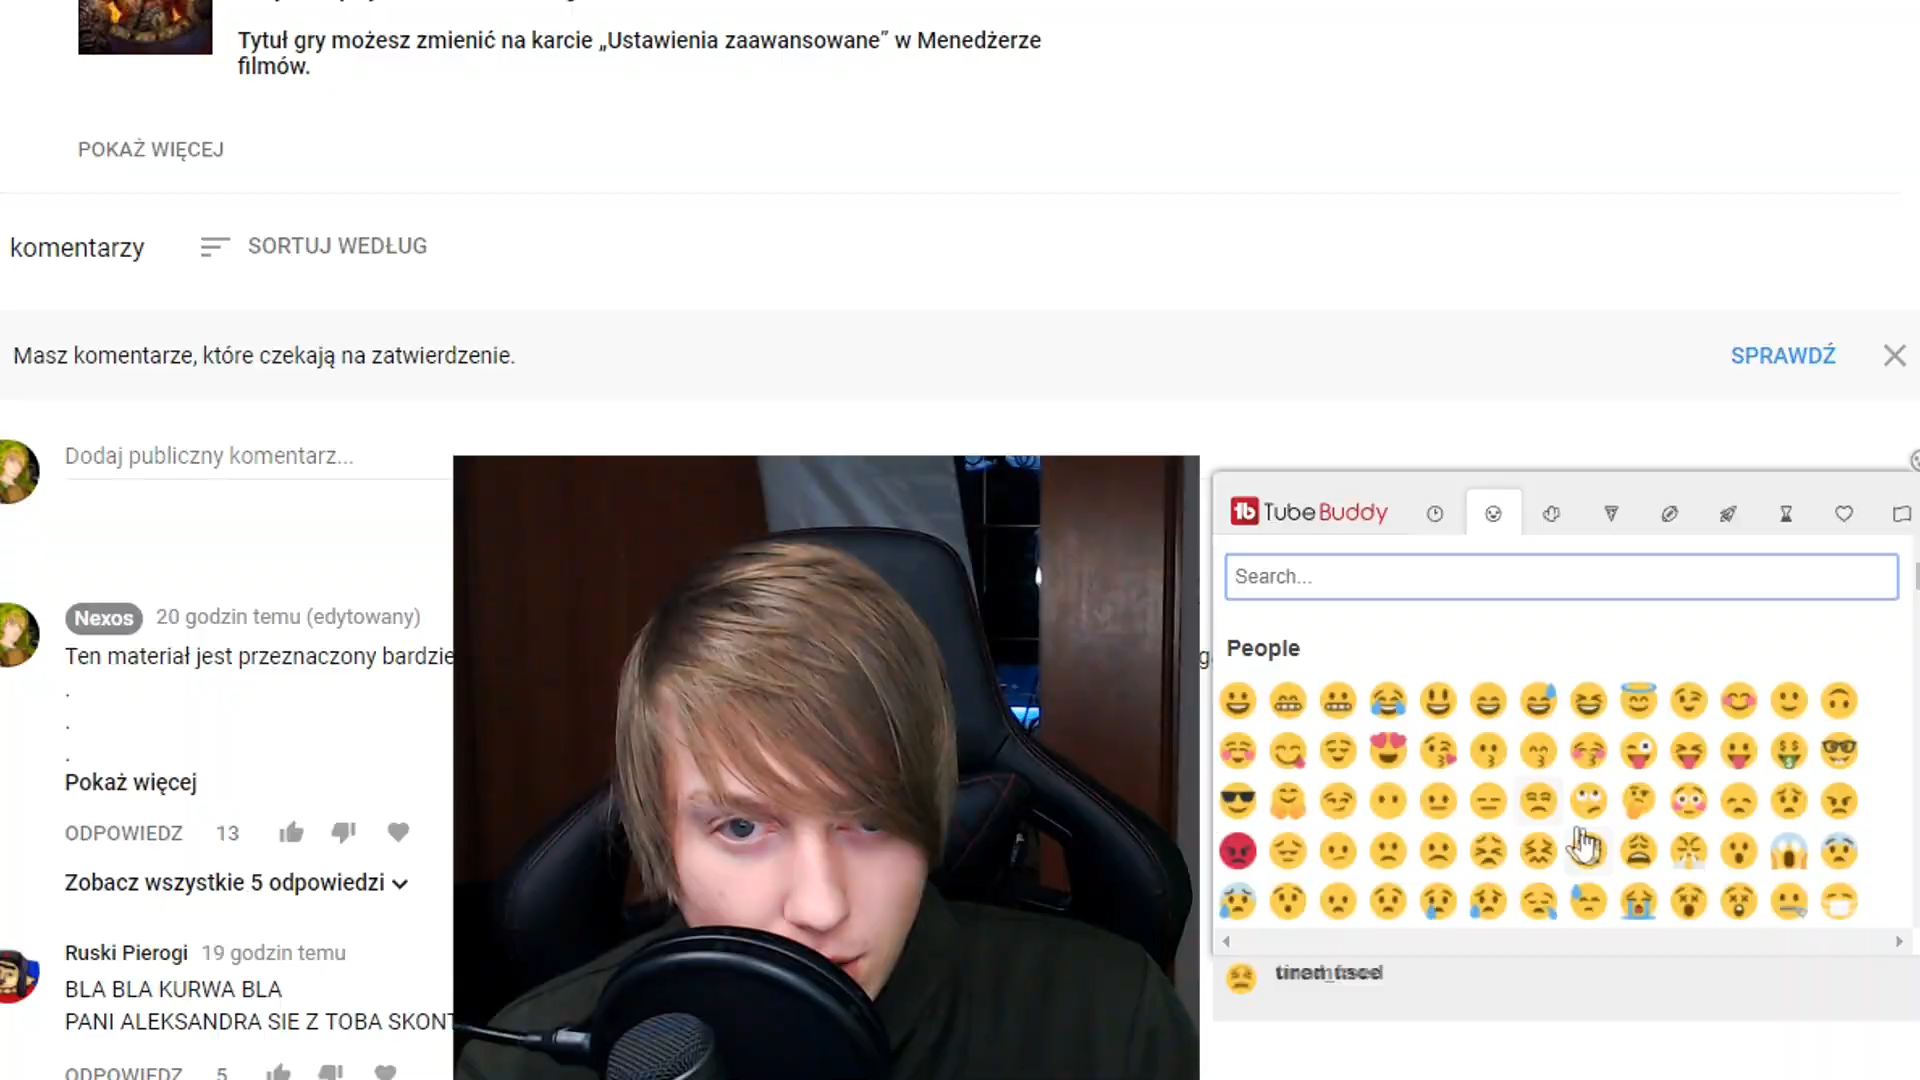 Tytuł gry możesz zmienić na karcie „Ustawienia zaawansowane” w Menedżerze
filmów.
POKAŻ WIĘCEJ
komentarzy
SORTUJ WEDŁUG
Masz komentarze, które czekają na zatwierdzenie.
SPRAWDŹ
Dodaj publiczny komentarz...
TubeBuddy
Search...
People
Nexos 20 godzin temu (edytowany)
Ten materiał jest przeznaczony bardzie
.
.
.
Pokaż więcej
ODPOWIEDZ 13
Zobacz wszystkie 5 odpowiedzi
Ruski Pierogi 19 godzin temu
BLA BLA KURWA BLA
PANI ALEKSANDRA SIE Z TOBA SKONT
ODPOWIEDZ 5